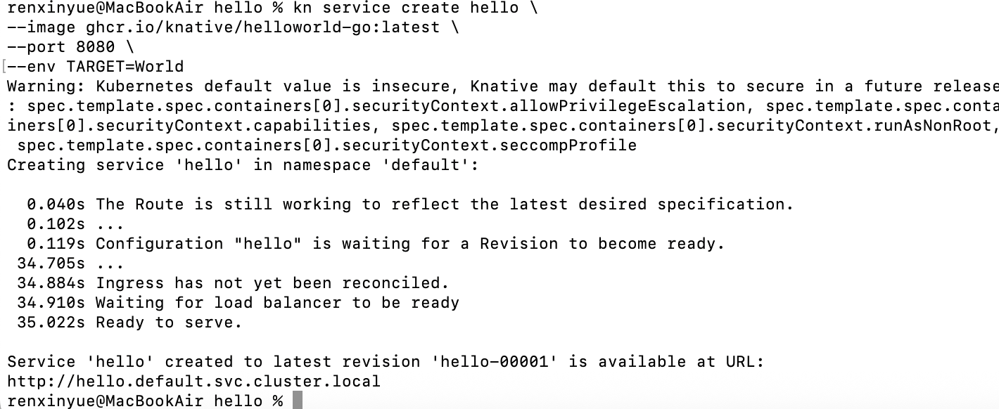 renxinyue@MacBookAir hello % kn service create hello \
--image ghcr.io/knative/helloworld-go:latest \
--port 8080 \
[--env TARGET=World
Warning: Kubernetes default value is insecure, Knative may default this to secure in a future release
: spec.template.spec.containers[0].securityContext.allowPrivilegeEscalation, spec.template.spec.conta
iners[0].securityContext.capabilities, spec.template.spec.containers[0].securityContext.runAsNonRoot,
 spec.template.spec.containers[0].securityContext.seccompProfile
Creating service 'hello' in namespace 'default':

  0.040s The Route is still working to reflect the latest desired specification.
  0.102s ...
  0.119s Configuration "hello" is waiting for a Revision to become ready.
 34.705s ...
 34.884s Ingress has not yet been reconciled.
 34.910s Waiting for load balancer to be ready
 35.022s Ready to serve.

Service 'hello' created to latest revision 'hello-00001' is available at URL:
http://hello.default.svc.cluster.local
renxinyue@MacBookAir hello %